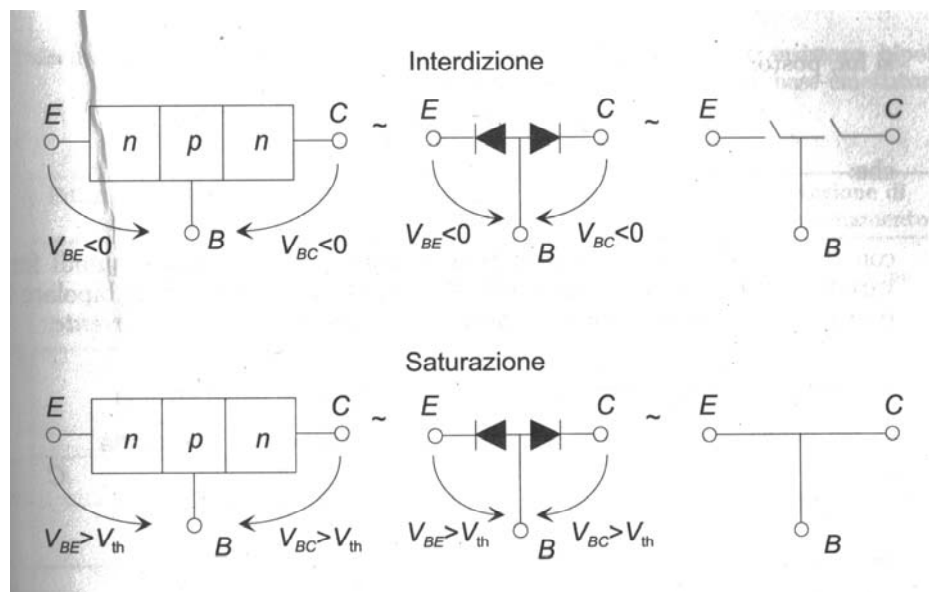 Interdizione
E C ~ E C ~ E C
n p n
B B B
V_BE<0 V_BC<0 V_BE<0 V_BC<0
Saturazione
E C ~ E C ~ E C
n p n
B B B
V_BE>V_th V_BC>V_th V_BE>V_th V_BC>V_th